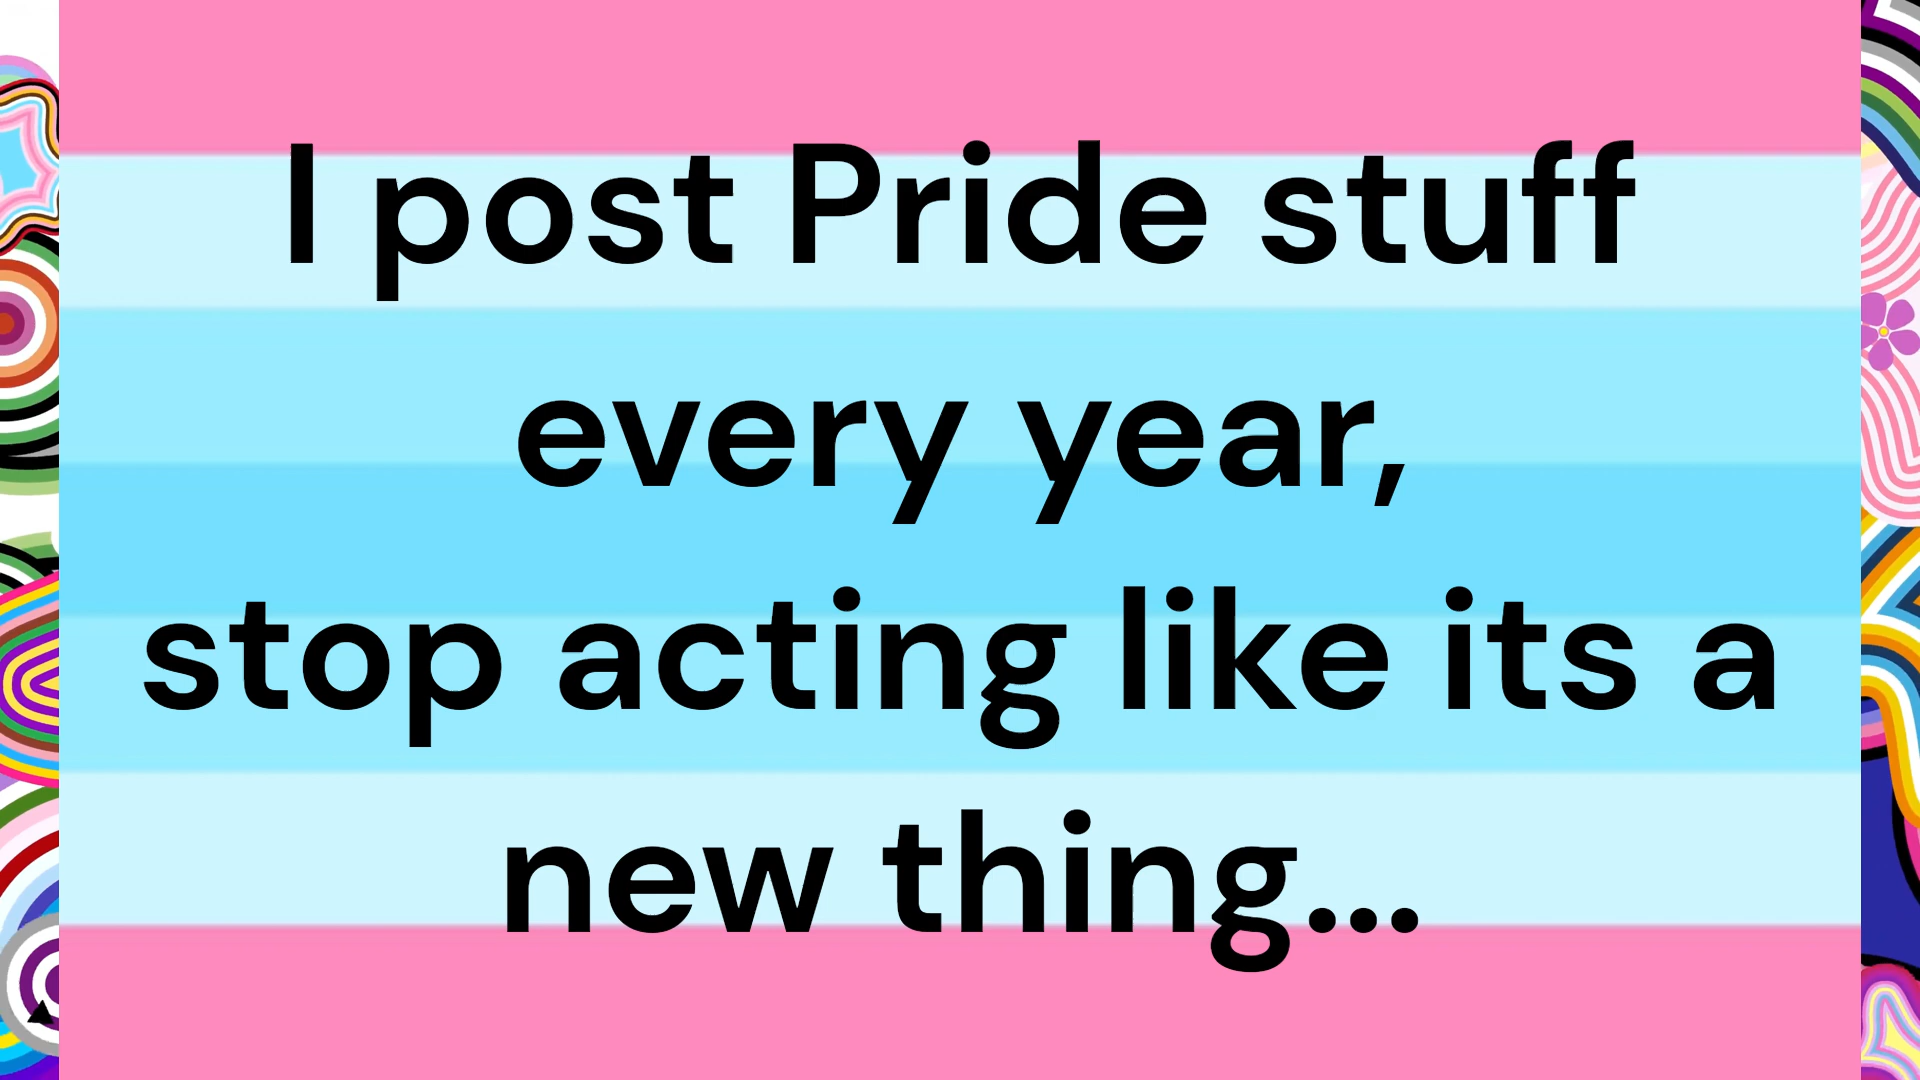 I post Pride stuff
every year,
stop acting like its a
new thing...